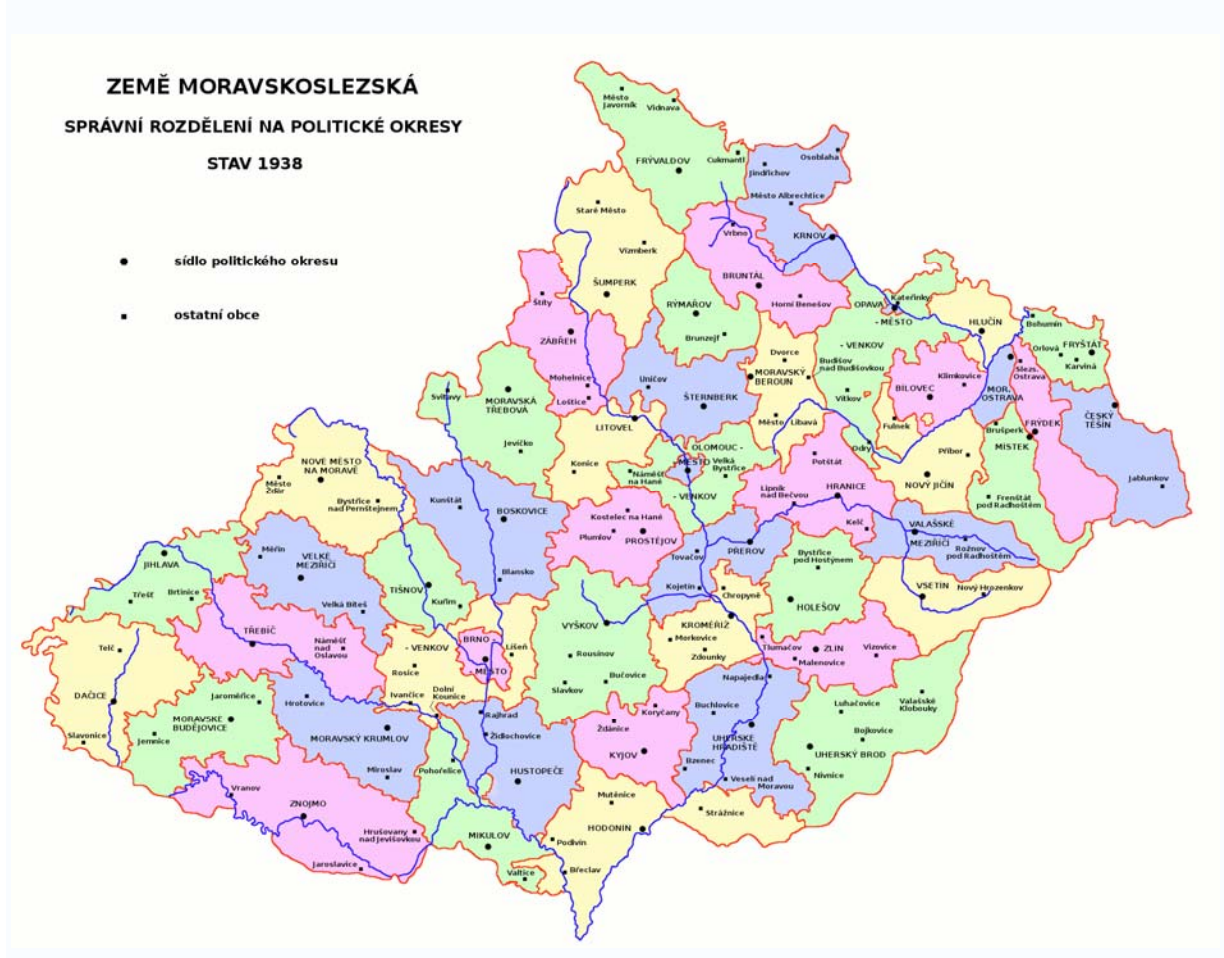 ZEMĚ MORAVSKOSLEZSKÁ
SPRÁVNÍ ROZDĚLENÍ NA POLITICKÉ OKRESY
STAV 1938
sídlo politického okresu
ostatní obce
Město
Javorník
Vidnava
FRÝVALDOV
Cukmantl
Osoblaha
Jindřichov
Město Albrechtice
KRNOV
Staré Město
Vízmberk
ŠUMPERK
Vrbno
BRUNTÁL
Horní Benešov
RÝMAŘOV
Brunzejf
Štíty
ZÁBŘEH
Mohelnice
Loštice
OPAVA
- MĚSTO
Kateřinky
- VENKOV
Budišov
nad Budišovkou
Vítkov
HLUČÍN
Bohumín
Orlová
FRYŠTÁT
Karviná
Dvorce
MORAVSKÝ
BEROUN
Město Libavá
BÍLOVEC
Klimkovice
MOR.
OSTRAVA
Slezs.
Ostrava
ČESKÝ
TĚŠÍN
Jablunkov
Svitavy
MORAVSKÁ
TŘEBOVÁ
Jevíčko
Uničov
ŠTERNBERK
LITOVEL
Konice
OLOMOUC -
- MĚSTO
Velká
Bystřice
- VENKOV
Náměšť
na Hané
Fulnek
Odry
Příbor
NOVÝ JIČÍN
Brušperk
FRÝDEK
MÍSTEK
Frenštát
pod Radhoštěm
NOVÉ MĚSTO
NA MORAVĚ
Město
Žďár
Bystřice
nad Pernštejnem
Kunštát
BOSKOVICE
Blansko
Kostelec na Hané
Plumlov
PROSTĚJOV
Potštát
Lipník
nad Bečvou
HRANICE
Kelč
VALAŠSKÉ
MEZIŘÍČÍ
Rožnov
pod Radhoštěm
JIHLAVA
Třešť
Brtnice
Měřín
VELKÉ
MEZIŘÍČÍ
Velká Bíteš
TIŠNOV
Kuřim
Tovačov
PŘEROV
Kojetín
Bystřice
pod Hostýnem
HOLEŠOV
VSETÍN
Nový Hrozenkov
Telč
DAČICE
Slavonice
TŘEBÍČ
Náměšť
nad
Oslavou
BRNO -
- MĚSTO
- VENKOV
Líšeň
Rosice
Ivančice
Dolní
Kounice
VYŠKOV
Rousínov
Slavkov
Bučovice
Chropyně
KROMĚŘÍŽ
Morkovice
Zdounky
Tlumačov
ZLÍN
Malenovice
Vizovice
Napajedla
Jaroměřice
MORAVSKÉ
BUDĚJOVICE
Jemnice
Hrotovice
MORAVSKÝ KRUMLOV
Miroslav
Rajhrad
Židlochovice
HUSTOPEČE
Pohořelice
Koryčany
Ždánice
KYJOV
Buchlovice
UHERSKÉ
HRADIŠTĚ
Bzenec
Veselí nad
Moravou
Luhačovice
Valašské
Klobouky
Bojkovice
UHERSKÝ BROD
Nivnice
Vranov
ZNOJMO
Hrušovany
nad Jevišovkou
Jaroslavice
MIKULOV
Valtice
Mutěnice
HODONÍN
Podivín
Břeclav
Strážnice